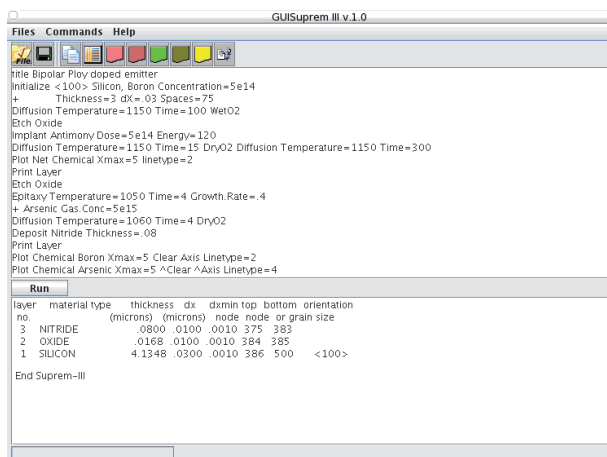 GUISuprem III v.1.0
Files Commands Help
File
title Bipolar Ploy doped emitter
Initialize <100> Silicon, Boron Concentration=5e14
+ Thickness=3 dX=.03 Spaces=75
Diffusion Temperature=1150 Time=100 WetO2
Etch Oxide
Implant Antimony Dose=5e14 Energy=120
Diffusion Temperature=1150 Time=15 DryO2 Diffusion Temperature=1150 Time=300
Plot Net Chemical Xmax=5 linetype=2
Print Layer
Etch Oxide
Epitaxy Temperature=1050 Time=4 Growth.Rate=.4
+ Arsenic Gas.Conc=5e15
Diffusion Temperature=1060 Time=4 DryO2
Deposit Nitride Thickness=.08
Print Layer
Plot Chemical Boron Xmax=5 Clear Axis Linetype=2
Plot Chemical Arsenic Xmax=5 ^Clear ^Axis Linetype=4
Run
layer material type thickness dx dxmin top bottom orientation
no. (microns) (microns) node node or grain size
3 NITRIDE .0800 .0100 .0010 375 383
2 OXIDE .0168 .0100 .0010 384 385
1 SILICON 4.1348 .0300 .0010 386 500 <100>
End Suprem-III